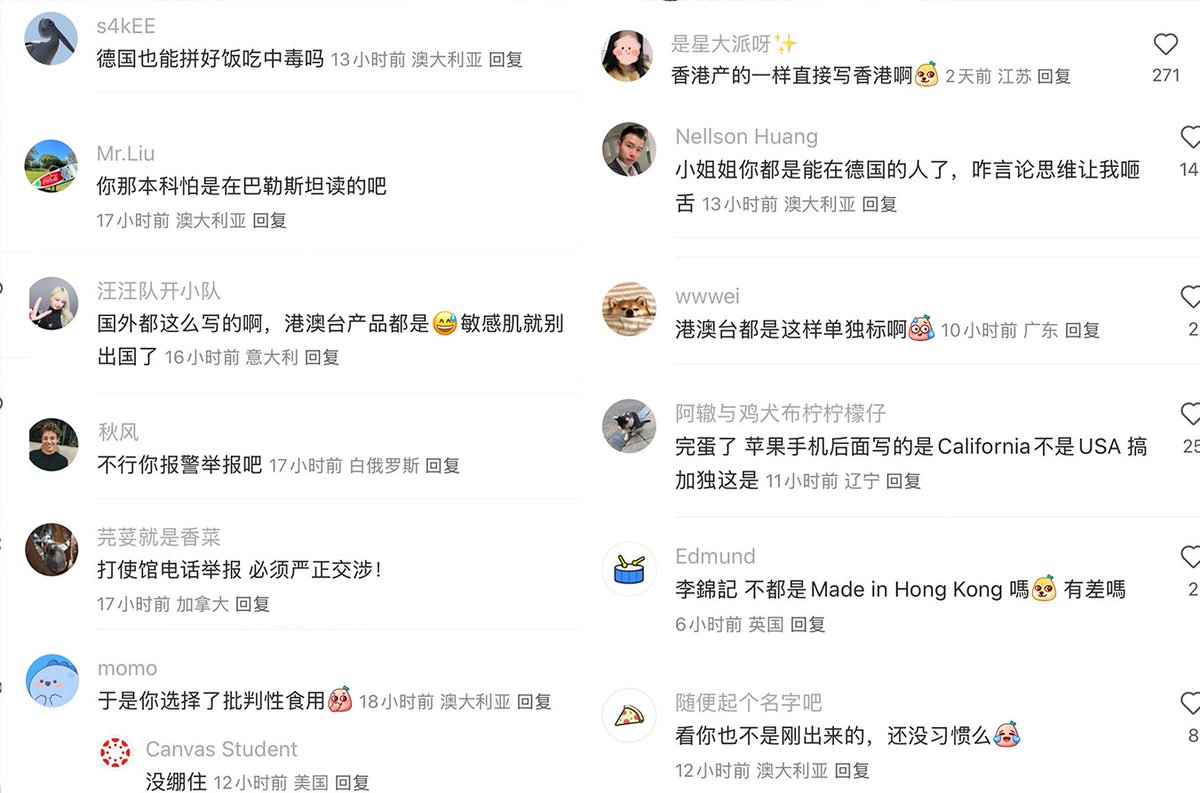 s4kEE
德国也能拼好饭吃中毒吗 13小时前 澳大利亚 回复
Mr.Liu
你那本科怕是在巴勒斯坦读的吧
17小时前 澳大利亚 回复
汪汪队开小队
国外都这么写的啊，港澳台产品都是😅敏感肌就别
出国了 16小时前 意大利 回复
秋风
不行你报警举报吧 17小时前 白俄罗斯 回复
芫荽就是香菜
打使馆电话举报 必须严正交涉！
17小时前 加拿大 回复
momo
于是你选择了批判性食用 18小时前 澳大利亚 回复
Canvas Student
没绷住 12小时前 美国 回复
是星大派呀✨
香港产的一样直接写香港啊 2天前 江苏 回复
271
Nellson Huang
小姐姐你都是能在德国的人了，咋言论思维让我咂
舌 13小时前 澳大利亚 回复
14
wwwei
港澳台都是这样单独标啊 10小时前 广东 回复
2
阿辙与鸡犬布柠柠檬仔
完蛋了 苹果手机后面写的是California不是USA 搞
加独这是 11小时前 辽宁 回复
25
Edmund
李錦記 不都是Made in Hong Kong 嗎 有差嗎
6小时前 英国 回复
2
随便起个名字吧
看你也不是刚出来的，还没习惯么
12小时前 澳大利亚 回复
8